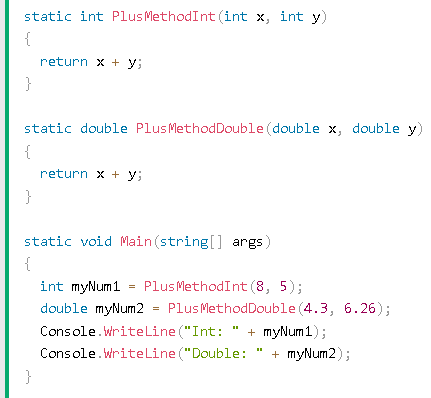 static int PlusMethodInt(int x, int y)
{
  return x + y;
}

static double PlusMethodDouble(double x, double y)
{
  return x + y;
}

static void Main(string[] args)
{
  int myNum1 = PlusMethodInt(8, 5);
  double myNum2 = PlusMethodDouble(4.3, 6.26);
  Console.WriteLine("Int: " + myNum1);
  Console.WriteLine("Double: " + myNum2);
}